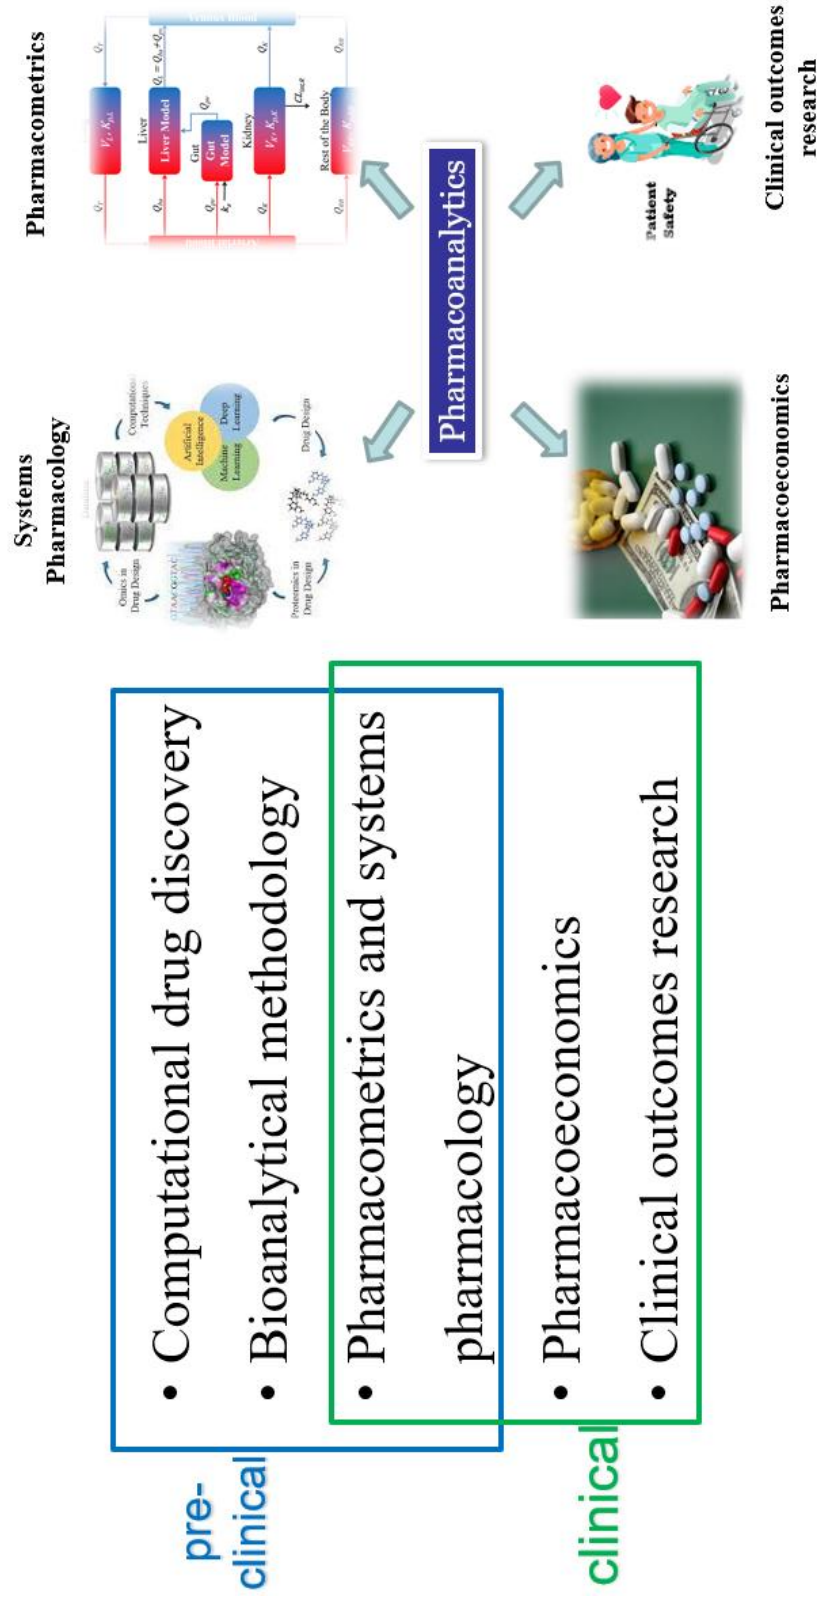 pre-
clinical
clinical
• Computational drug discovery
• Bioanalytical methodology
• Pharmacometrics and systems
pharmacology
• Pharmacoeconomics
• Clinical outcomes research
Systems
Pharmacology
Omics in
Drug Design
Computational
Techniques
GTAACGGTAC
Artificial
Intelligence
Machine
Learning
Deep
Learning
Proteomics in
Drug Design
Drug Design
Pharmacometrics
Liver
Liver Model
Gut
Gut
Model
Kidney
Rest of the Body
Pharmacoanalytics
Pharmacoeconomics
Patient
Safety
Clinical outcomes
research